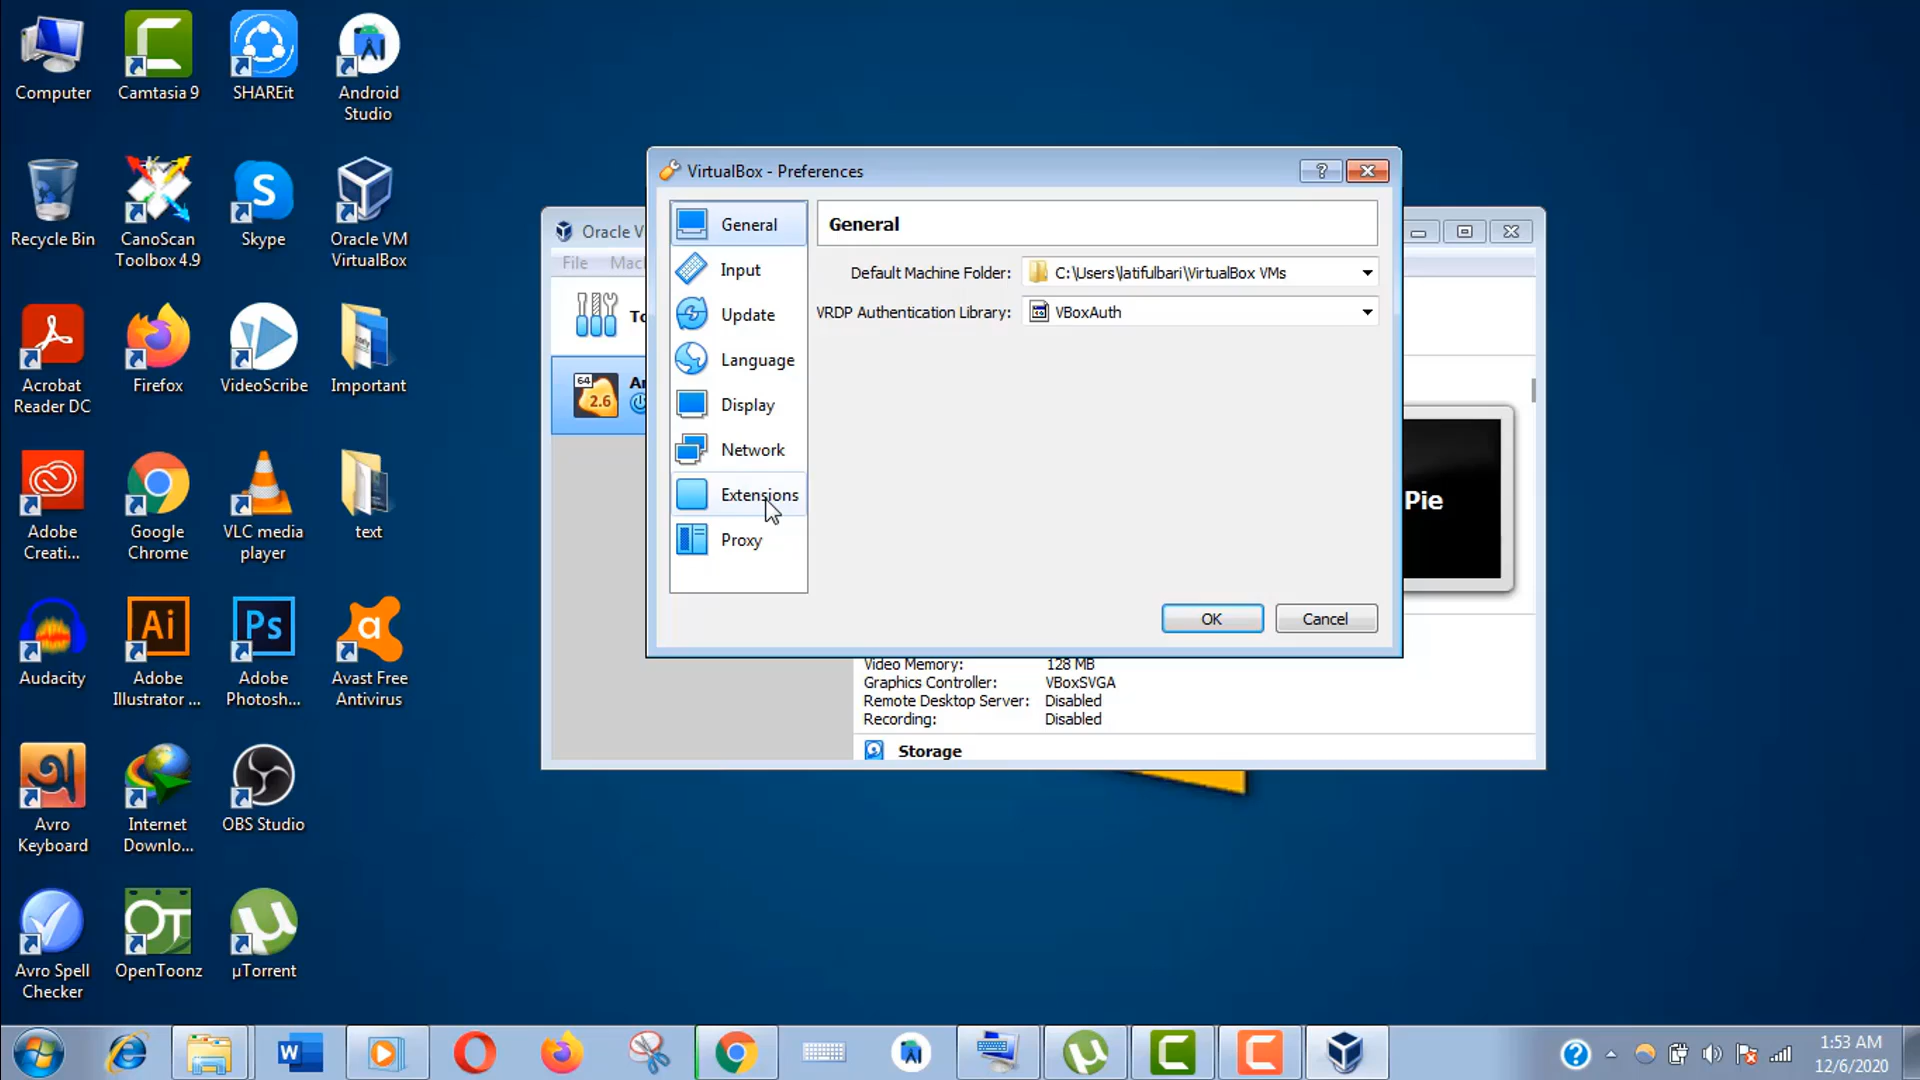 Computer
Camtasia 9
SHAREit
Android
Studio
Recycle Bin
CanoScan
Toolbox 4.9
Skype
Oracle VM
VirtualBox
Acrobat
Reader DC
Firefox
VideoScribe
Important
Adobe
Creati...
Google
Chrome
VLC media
player
text
Audacity
Adobe
Illustrator ...
Adobe
Photosh...
Avast Free
Antivirus
Avro
Keyboard
Internet
Downlo...
OBS Studio
Avro Spell
Checker
OpenToonz
µTorrent
Oracle V
File Mac
To
64
2.6
Ar
VirtualBox - Preferences
General
Input
Update
Language
Display
Network
Extensions
Proxy
General
Default Machine Folder: C:\Users\latifulbari\VirtualBox VMs
VRDP Authentication Library: VBoxAuth
OK
Cancel
Pie
Video Memory: 128 MB
Graphics Controller: VBoxSVGA
Remote Desktop Server: Disabled
Recording: Disabled
Storage
1:53 AM
12/6/2020